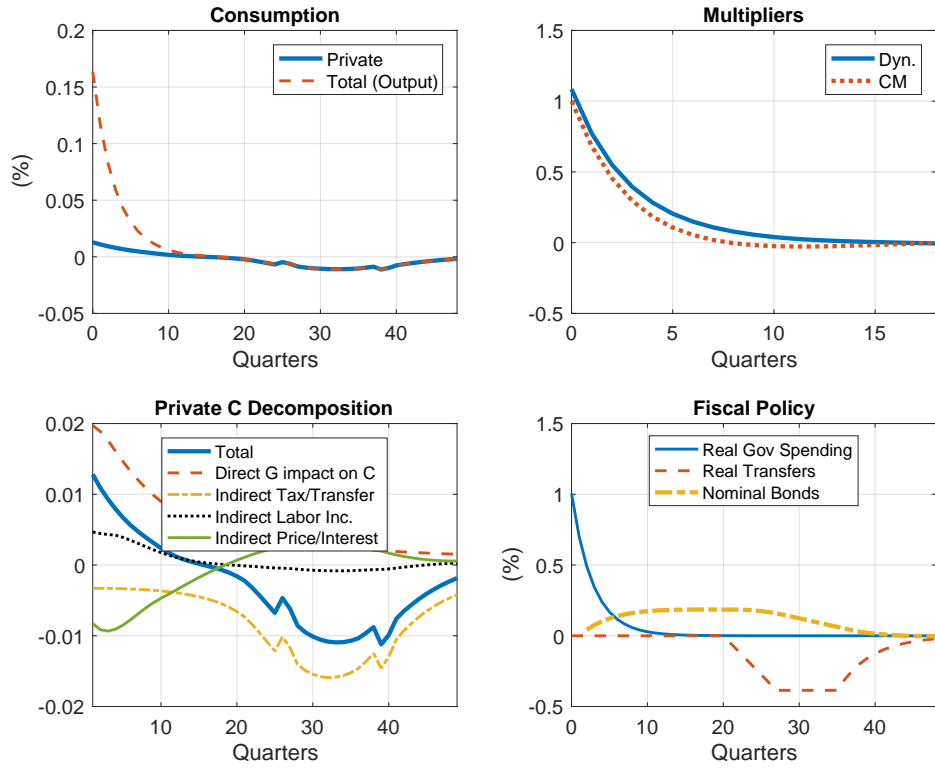 Consumption
0.2
0.15
0.1
0.05
0
-0.05
(%)
Private
Total (Output)
0 10 20 30 40
Quarters
Multipliers
1.5
1
0.5
0
-0.5
Dyn.
CM
0 5 10 15
Quarters
Private C Decomposition
0.02
0.01
0
-0.01
-0.02
Total
Direct G impact on C
Indirect Tax/Transfer
Indirect Labor Inc.
Indirect Price/Interest
10 20 30 40
Quarters
Fiscal Policy
1.5
1
0.5
0
-0.5
(%)
Real Gov Spending
Real Transfers
Nominal Bonds
0 10 20 30 40
Quarters